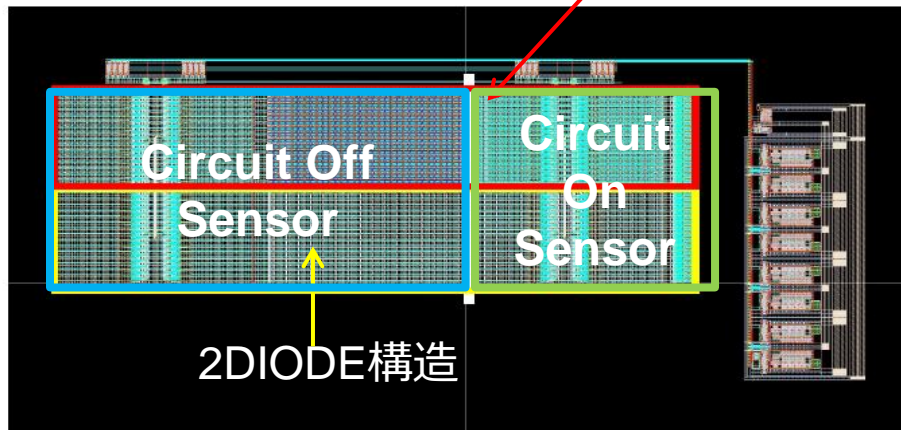 Circuit Off
Sensor
Circuit
On
Sensor
2DIODE構造